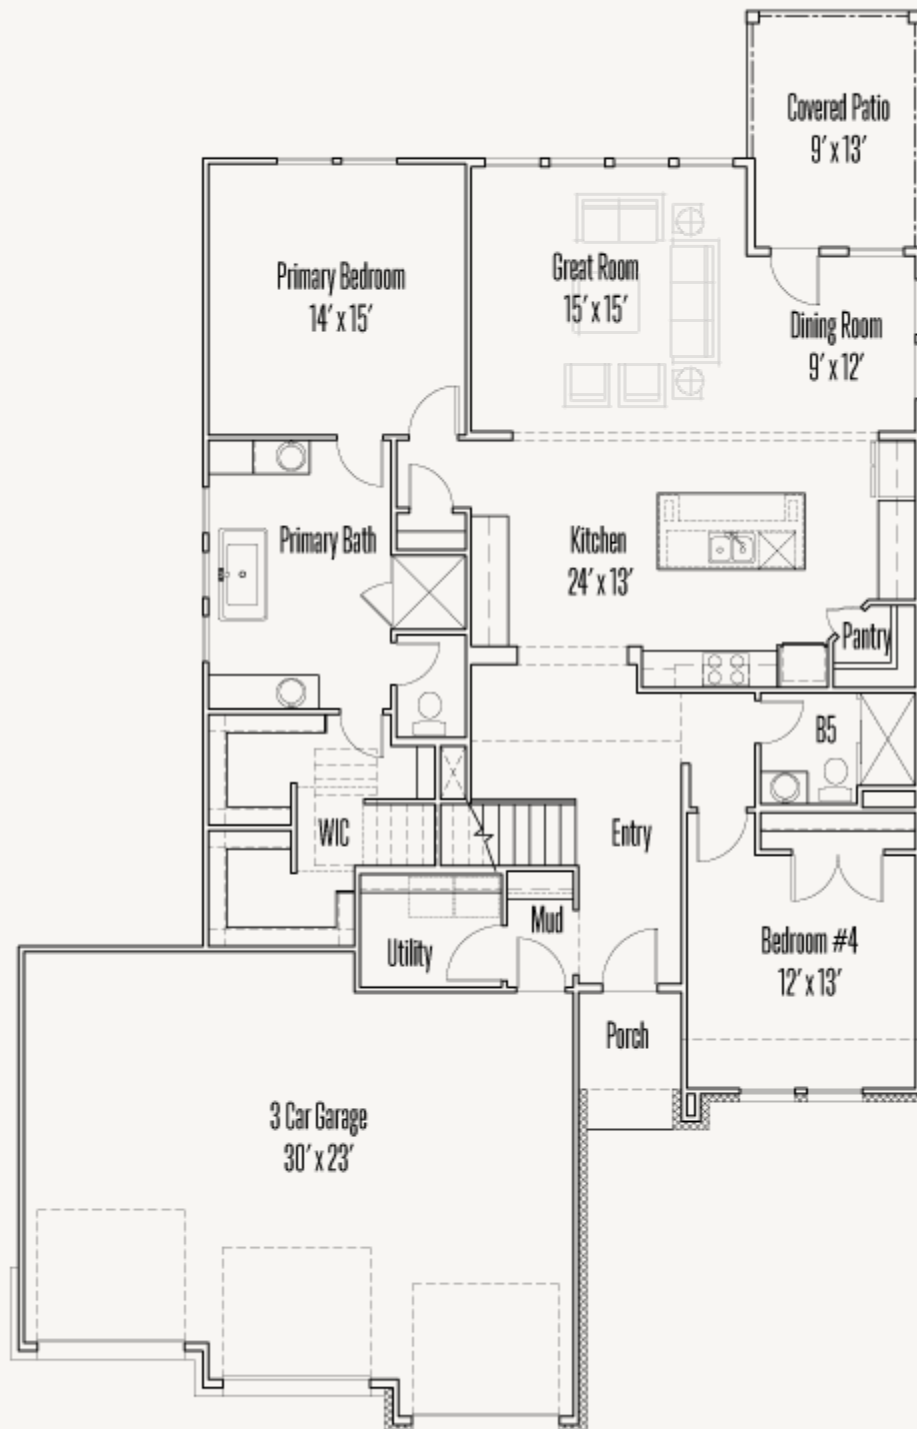 Covered Patio
9' x 13'
Primary Bedroom
14' x 15'
Great Room
15' x 15'
Dining Room
9' x 12'
Primary Bath
Kitchen
24' x 13'
Pantry
B5
WIC
Entry
Mud
Utility
Bedroom #4
12' x 13'
Porch
3 Car Garage
30' x 23'